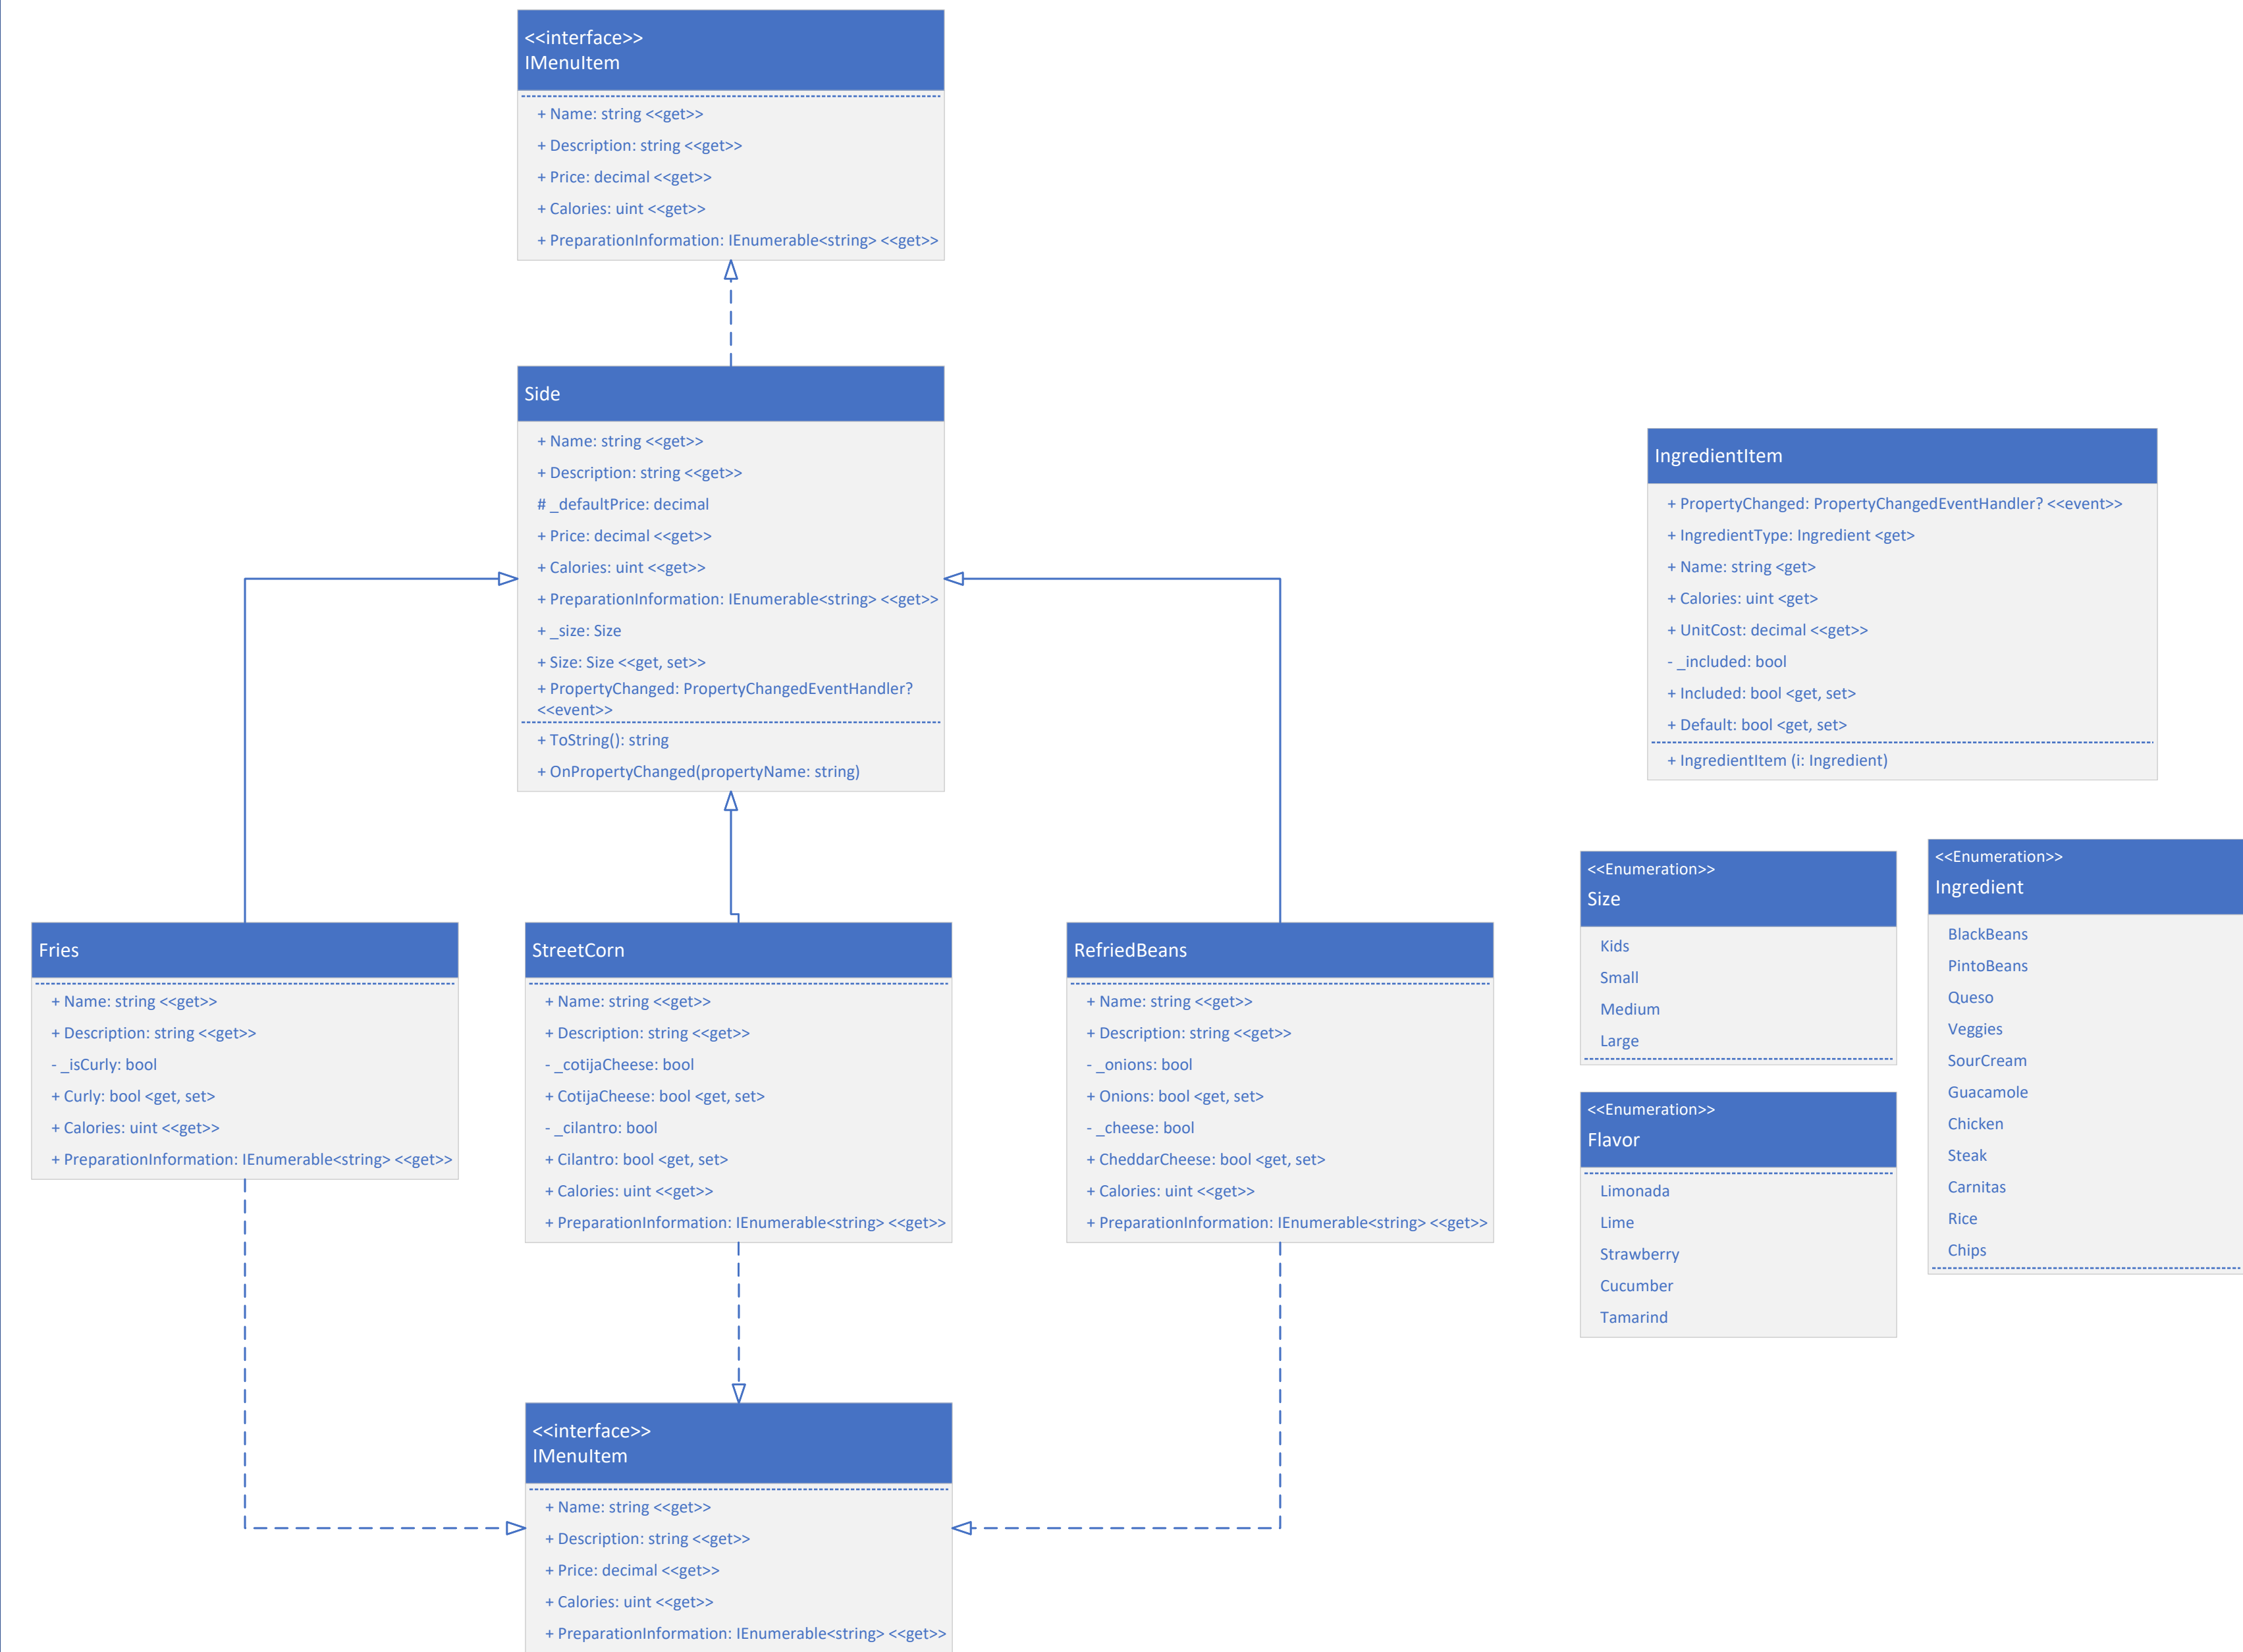 <<interface>>
IMenuItem
+ Name: string <<get>>
+ Description: string <<get>>
+ Price: decimal <<get>>
+ Calories: uint <<get>>
+ PreparationInformation: IEnumerable<string> <<get>>
Side
+ Name: string <<get>>
+ Description: string <<get>>
# _defaultPrice: decimal
+ Price: decimal <<get>>
+ Calories: uint <<get>>
+ PreparationInformation: IEnumerable<string> <<get>>
+ _size: Size
+ Size: Size <<get, set>>
+ PropertyChanged: PropertyChangedEventHandler?
<<event>>
+ ToString(): string
+ OnPropertyChanged(propertyName: string)
IngredientItem
+ PropertyChanged: PropertyChangedEventHandler? <<event>>
+ IngredientType: Ingredient <get>
+ Name: string <get>
+ Calories: uint <get>
+ UnitCost: decimal <<get>>
- _included: bool
+ Included: bool <get, set>
+ Default: bool <get, set>
+ IngredientItem (i: Ingredient)
Fries
+ Name: string <<get>>
+ Description: string <<get>>
- _isCurly: bool
+ Curly: bool <get, set>
+ Calories: uint <<get>>
+ PreparationInformation: IEnumerable<string> <<get>>
StreetCorn
+ Name: string <<get>>
+ Description: string <<get>>
- _cotijaCheese: bool
+ CotijaCheese: bool <get, set>
- _cilantro: bool
+ Cilantro: bool <get, set>
+ Calories: uint <<get>>
+ PreparationInformation: IEnumerable<string> <<get>>
RefriedBeans
+ Name: string <<get>>
+ Description: string <<get>>
- _onions: bool
+ Onions: bool <get, set>
- _cheese: bool
+ CheddarCheese: bool <get, set>
+ Calories: uint <<get>>
+ PreparationInformation: IEnumerable<string> <<get>>
<<Enumeration>>
Size
Kids
Small
Medium
Large
<<Enumeration>>
Flavor
Limonada
Lime
Strawberry
Cucumber
Tamarind
<<Enumeration>>
Ingredient
BlackBeans
PintoBeans
Queso
Veggies
SourCream
Guacamole
Chicken
Steak
Carnitas
Rice
Chips
<<interface>>
IMenuItem
+ Name: string <<get>>
+ Description: string <<get>>
+ Price: decimal <<get>>
+ Calories: uint <<get>>
+ PreparationInformation: IEnumerable<string> <<get>>